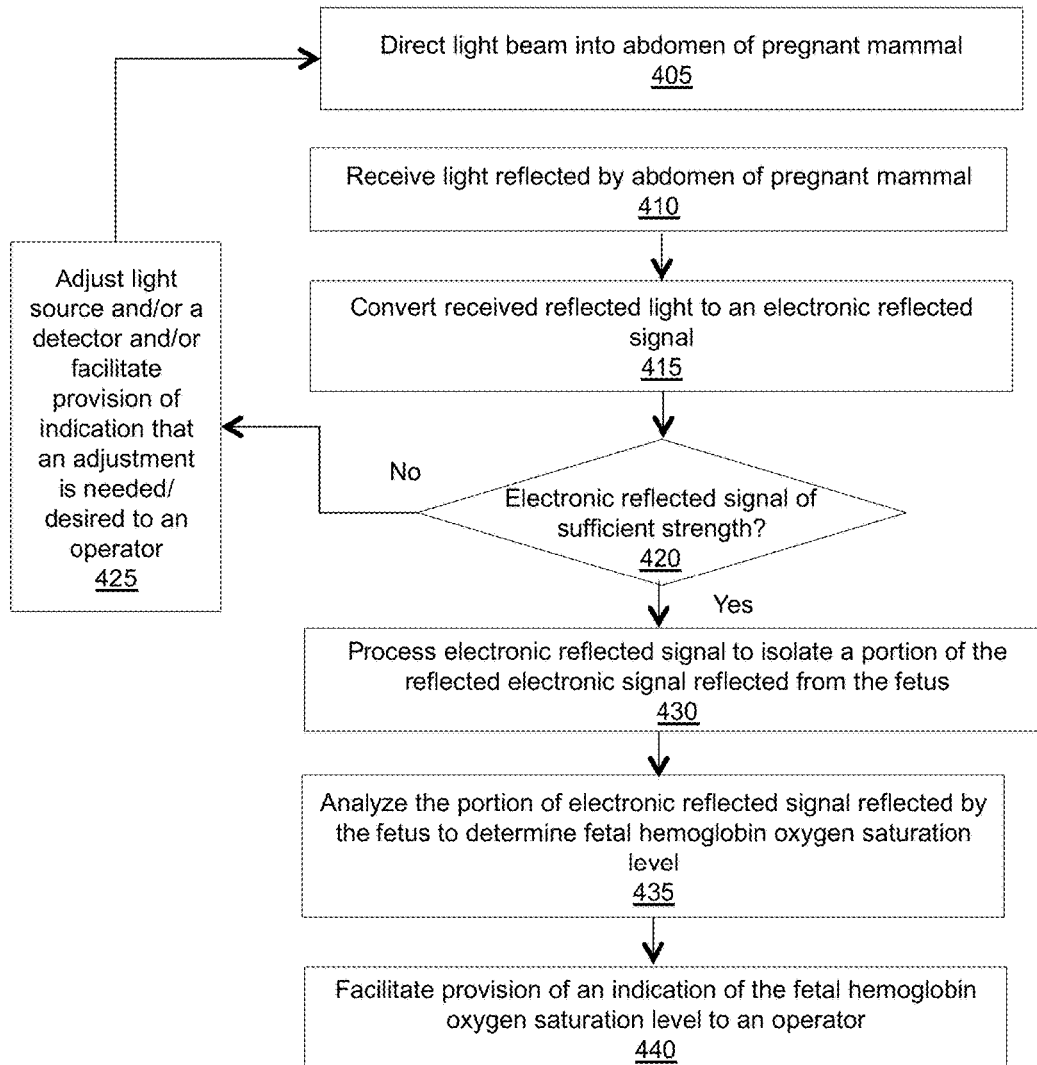 Direct light beam into abdomen of pregnant mammal
405
Receive light reflected by abdomen of pregnant mammal
410
Convert received reflected light to an electronic reflected
signal
415
Adjust light
source and/or a
detector and/or
facilitate
provision of
indication that
an adjustment
is needed/
desired to an
operator
425
No
Electronic reflected signal of
sufficient strength?
420
Yes
Process electronic reflected signal to isolate a portion of the
reflected electronic signal reflected from the fetus
430
Analyze the portion of electronic reflected signal reflected by
the fetus to determine fetal hemoglobin oxygen saturation
level
435
Facilitate provision of an indication of the fetal hemoglobin
oxygen saturation level to an operator
440